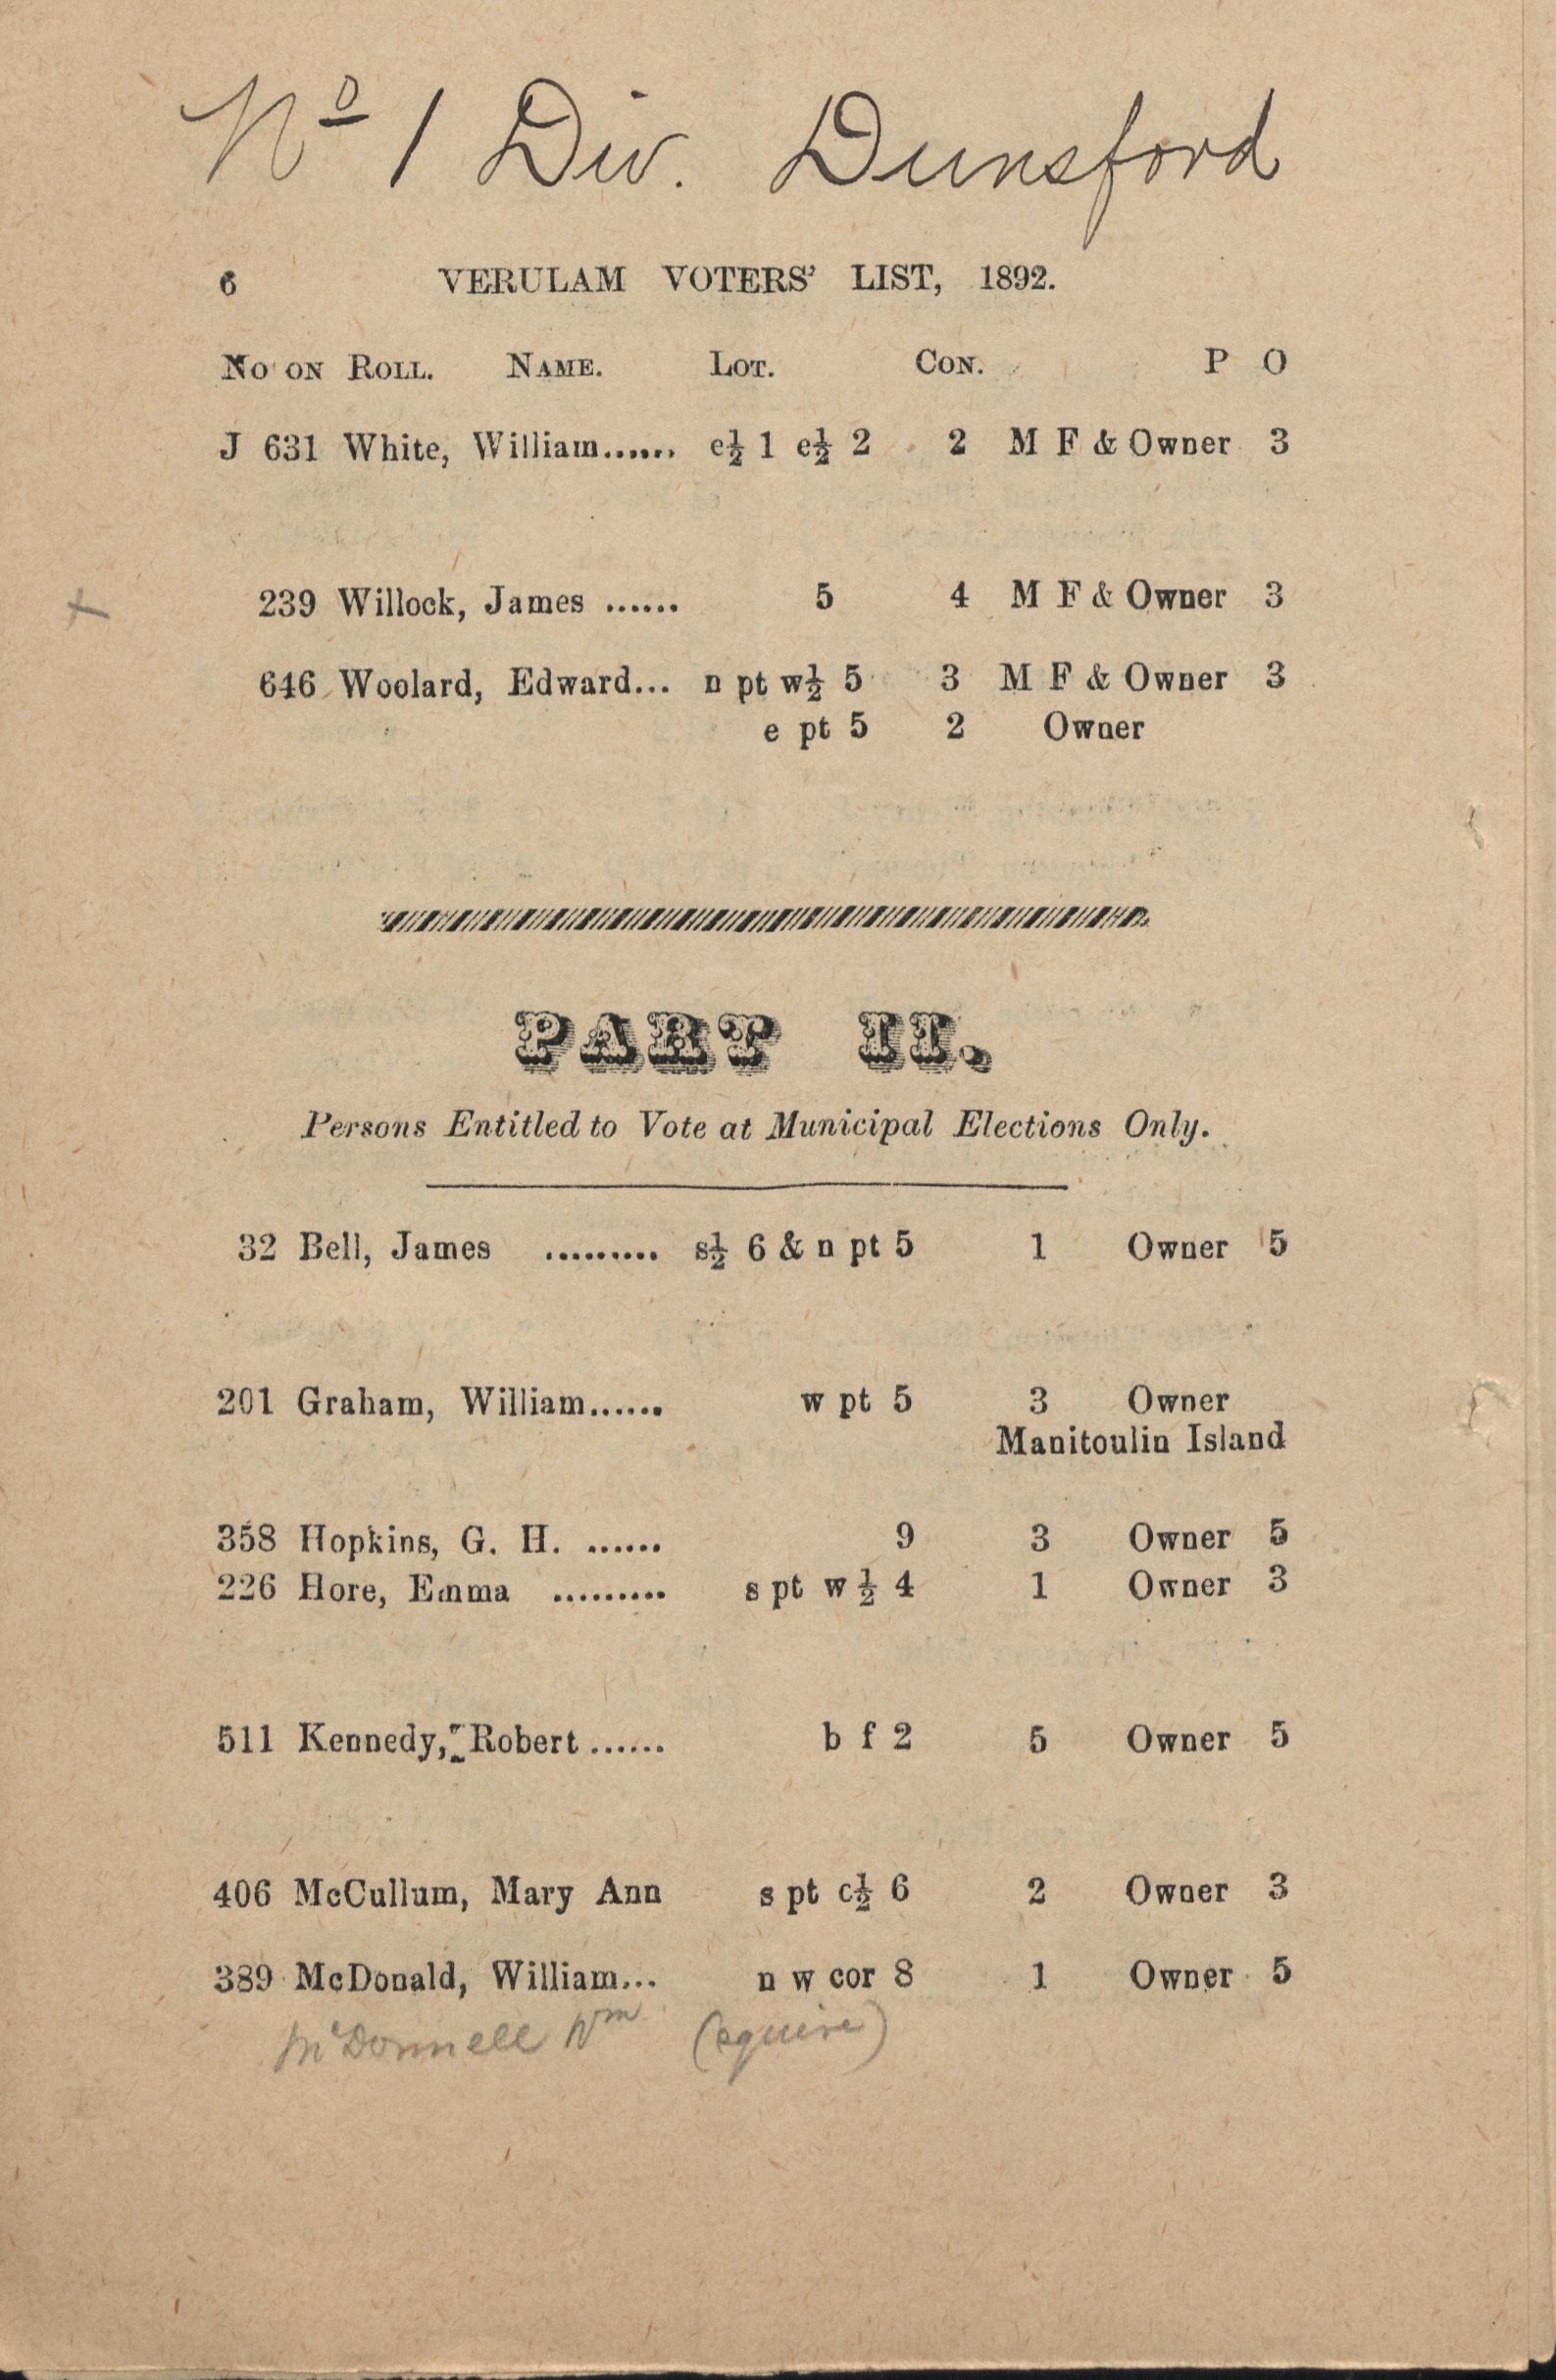 Nº 1 Div. Dunsford
6 VERULAM VOTERS' LIST, 1892.
NO ON ROLL. NAME. LOT. CON. P O
J 631 White, William...... e½ 1 e½ 2 2 M F & Owner 3
x 239 Willock, James ...... 5 4 M F & Owner 3
646 Woolard, Edward... n pt w½ 5 3 M F & Owner 3
e pt 5 2 Owner
PART II.
Persons Entitled to Vote at Municipal Elections Only.
32 Bell, James ......... s½ 6 & n pt 5 1 Owner 5
201 Graham, William...... w pt 5 3 Owner
Manitoulin Island
358 Hopkins, G. H. ...... 9 3 Owner 5
226 Hore, Emma ......... s pt w ½ 4 1 Owner 3
511 Kennedy, Robert ...... b f 2 5 Owner 5
406 McCullum, Mary Ann s pt c½ 6 2 Owner 3
389 McDonald, William... n w cor 8 1 Owner 5
McDonnell Wm